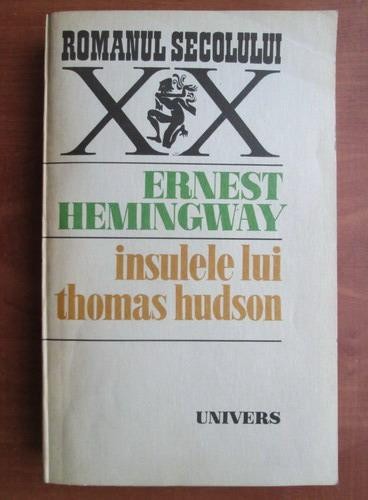 ROMANUL SECOLULUI
XX
ERNEST
HEMINGWAY
insulele lui
thomas hudson
UNIVERS